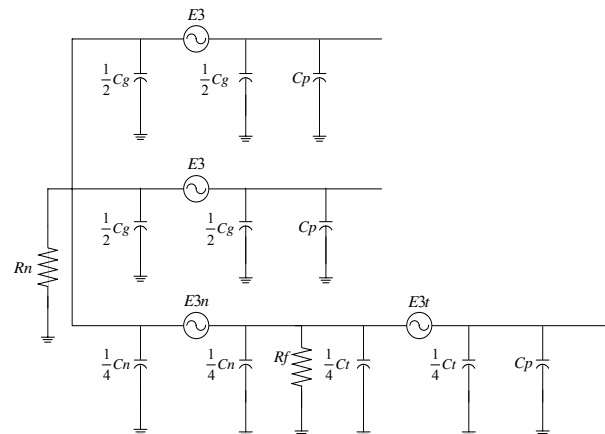 E3
1/2 Cg
1/2 Cg
Cp
E3
1/2 Cg
1/2 Cg
Cp
Rn
E3n
E3t
1/4 Cn
1/4 Cn
Rf
1/4 Ct
1/4 Ct
Cp